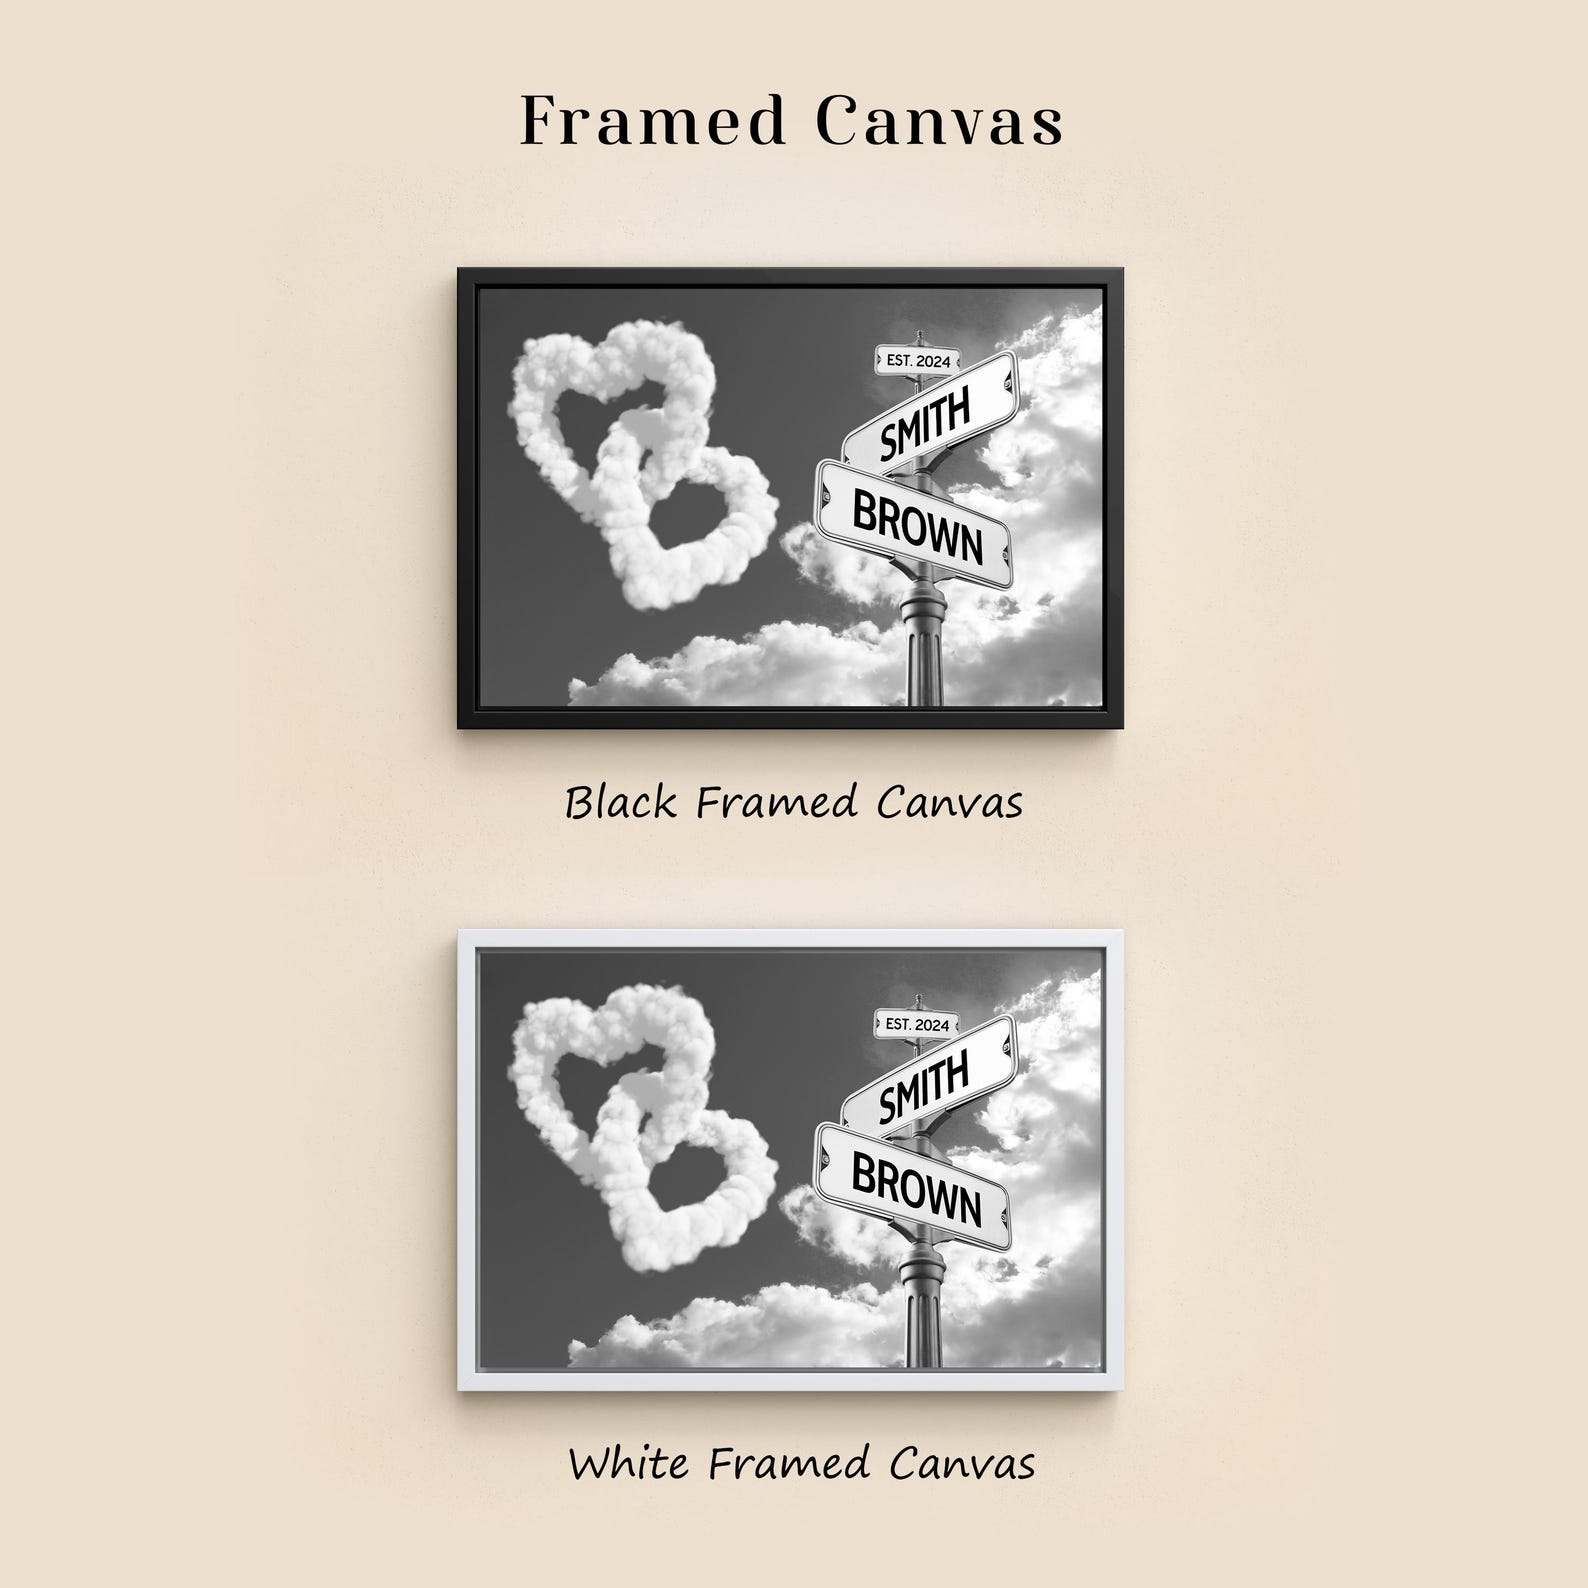 Framed Canvas
EST. 2024
SMITH
BROWN
Black Framed Canvas
EST. 2024
SMITH
BROWN
White Framed Canvas